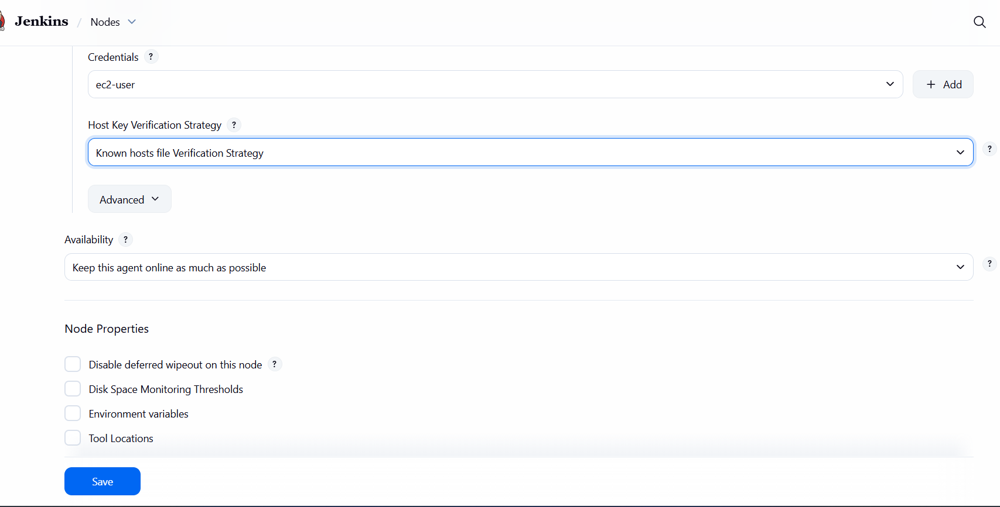 Jenkins / Nodes
Credentials ?
ec2-user
+ Add
Host Key Verification Strategy ?
Known hosts file Verification Strategy
?
Advanced
Availability ?
Keep this agent online as much as possible
?
Node Properties
Disable deferred wipeout on this node ?
Disk Space Monitoring Thresholds
Environment variables
Tool Locations
Save